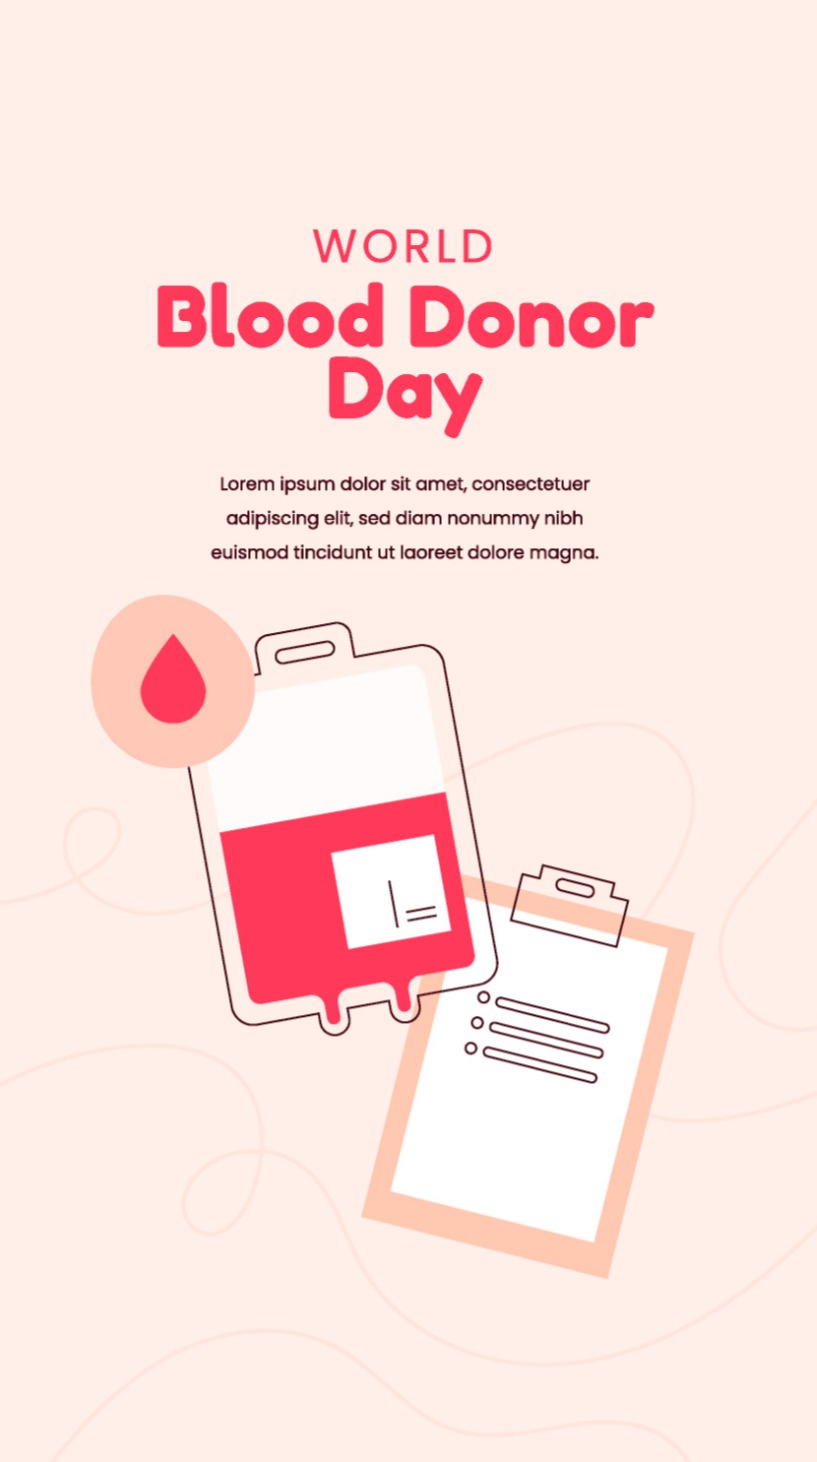 WORLD
Blood Donor
Day
Lorem ipsum dolor sit amet, consectetuer
adipiscing elit, sed diam nonummy nibh
euismod tincidunt ut laoreet dolore magna.